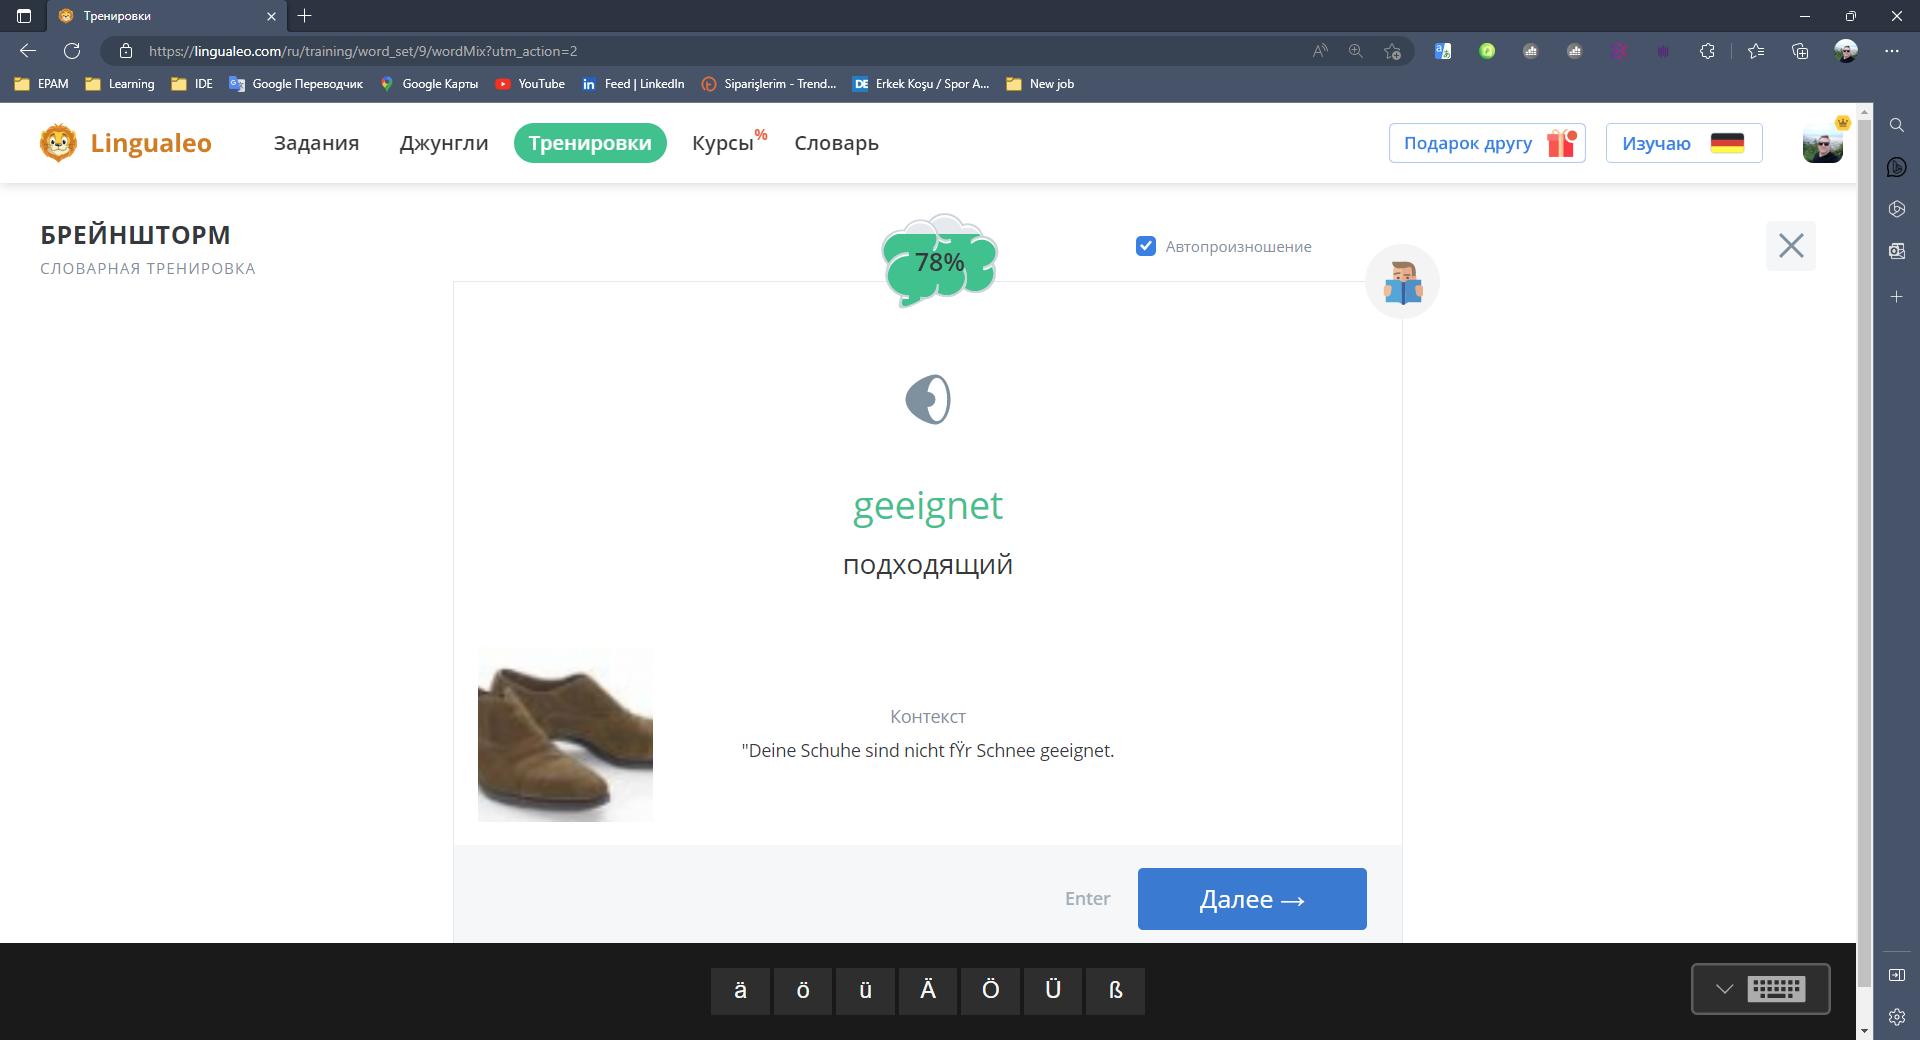 Тренировки
https://lingualeo.com/ru/training/word_set/9/wordMix?utm_action=2
EPAM
Learning
IDE
Google Переводчик
Google Карты
YouTube
Feed | LinkedIn
Siparişlerim - Trend...
DE Erkek Koşu / Spor A...
New job
Lingualeo
Задания
Джунгли
Тренировки
Курсы%
Словарь
Подарок другу
Изучаю
БРЕЙНШТОРМ
СЛОВАРНАЯ ТРЕНИРОВКА
78%
Автопроизношение
geeignet
подходящий
Контекст
"Deine Schuhe sind nicht fŸr Schnee geeignet.
Enter
Далее →
ä ö ü Ä Ö Ü ß